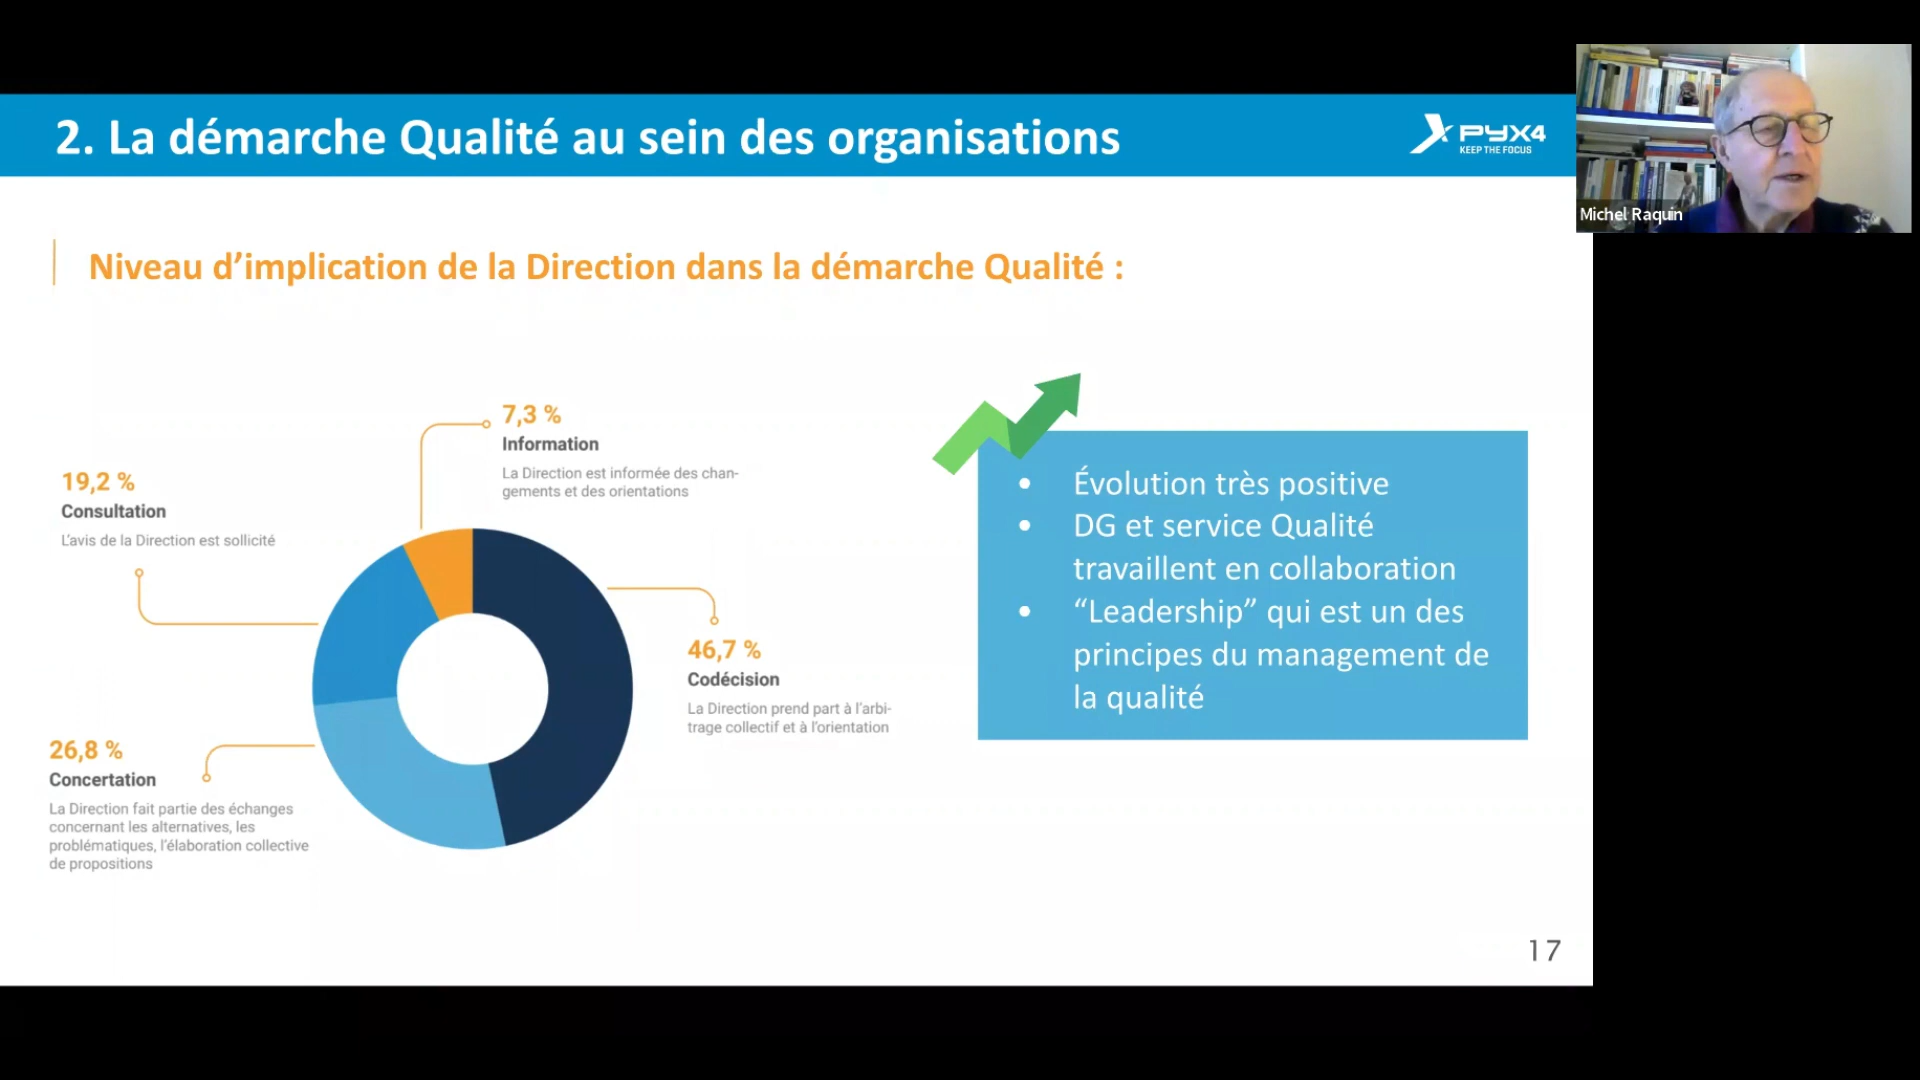 2. La démarche Qualité au sein des organisations
PYX4
KEEP THE FOCUS
Michel Raquin
Niveau d’implication de la Direction dans la démarche Qualité :
7,3 %
Information
La Direction est informée des chan-
gements et des orientations
19,2 %
Consultation
L’avis de la Direction est sollicité
46,7 %
Codécision
La Direction prend part à l’arbi-
trage collectif et à l’orientation
26,8 %
Concertation
La Direction fait partie des échanges
concernant les alternatives, les
problématiques, l’élaboration collective
de propositions
• Évolution très positive
• DG et service Qualité
travaillent en collaboration
• “Leadership” qui est un des
principes du management de
la qualité
17